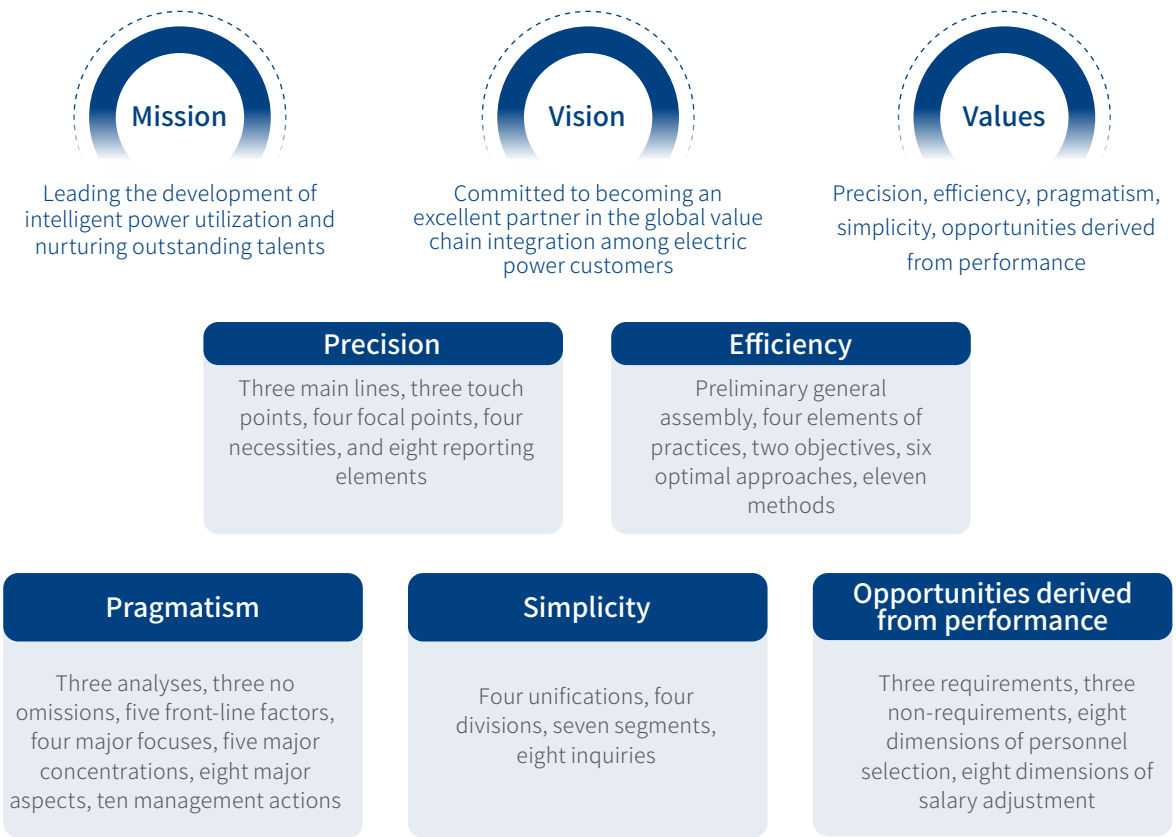 Mission
Leading the development of
intelligent power utilization and
nurturing outstanding talents
Vision
Committed to becoming an
excellent partner in the global value
chain integration among electric
power customers
Values
Precision, efficiency, pragmatism,
simplicity, opportunities derived
from performance
Precision
Three main lines, three touch
points, four focal points, four
necessities, and eight reporting
elements
Efficiency
Preliminary general
assembly, four elements of
practices, two objectives, six
optimal approaches, eleven
methods
Pragmatism
Three analyses, three no
omissions, five front-line factors,
four major focuses, five major
concentrations, eight major
aspects, ten management actions
Simplicity
Four unifications, four
divisions, seven segments,
eight inquiries
Opportunities derived
from performance
Three requirements, three
non-requirements, eight
dimensions of personnel
selection, eight dimensions of
salary adjustment